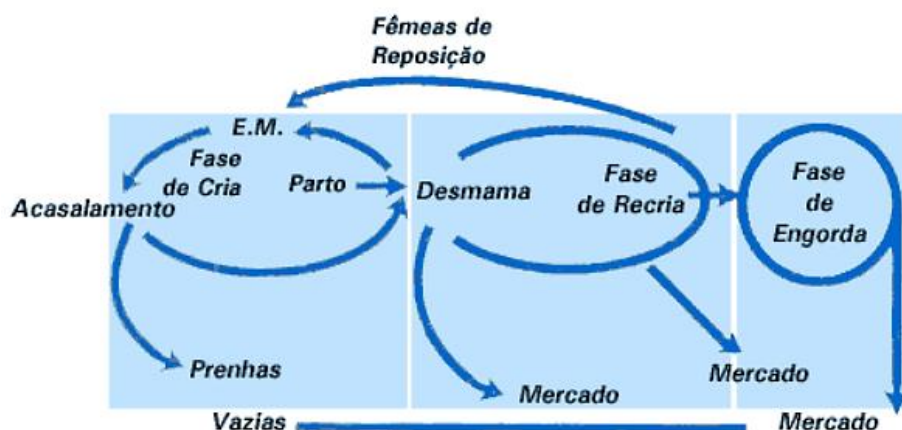 Fêmeas de
Reposição
E.M.
Fase
de Cria
Parto
Acasalamento
Desmama
Fase
de Recria
Fase
de
Engorda
Prenhas
Mercado
Mercado
Vazias
Mercado